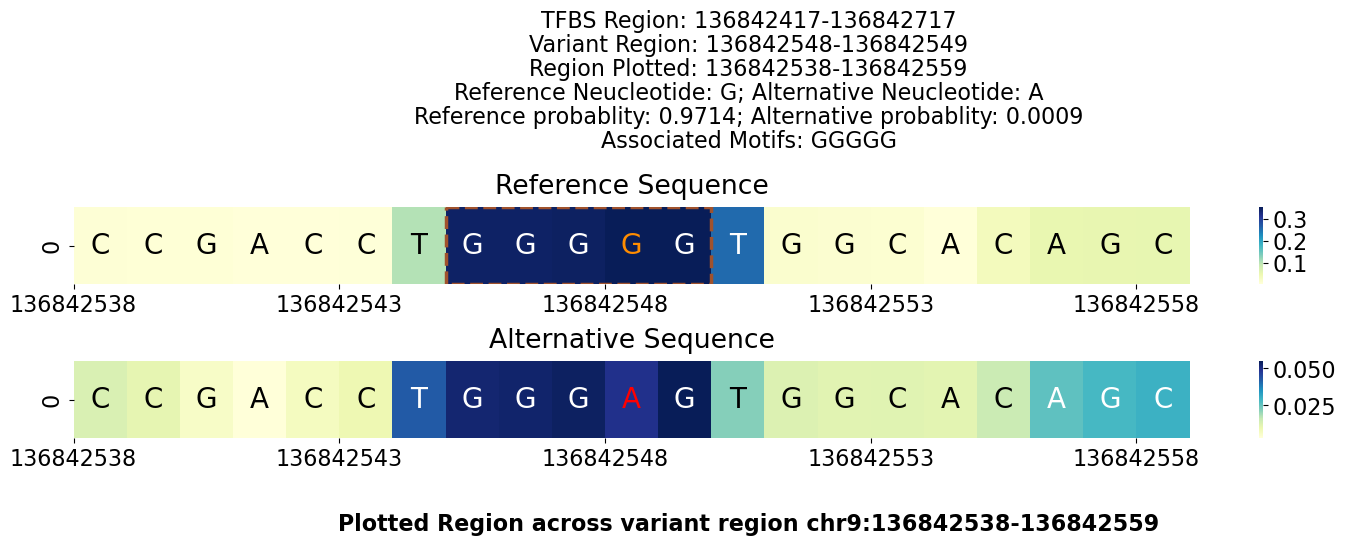 TFBS Region: 136842417-136842717
Variant Region: 136842548-136842549
Region Plotted: 136842538-136842559
Reference Neucleotide: G; Alternative Neucleotide: A
Reference probablity: 0.9714; Alternative probablity: 0.0009
Associated Motifs: GGGGG
Reference Sequence
0 C C G A C C T G G G G G T G G C A C A G C
0.3
0.2
0.1
136842538 136842543 136842548 136842553 136842558
Alternative Sequence
0 C C G A C C T G G G A G T G G C A C A G C
0.050
0.025
136842538 136842543 136842548 136842553 136842558
Plotted Region across variant region chr9:136842538-136842559